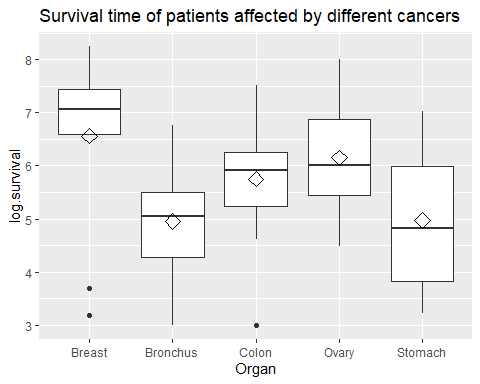 Survival time of patients affected by different cancers
log.survival
8
7
6
5
4
3
Breast Bronchus Colon Ovary Stomach
Organ